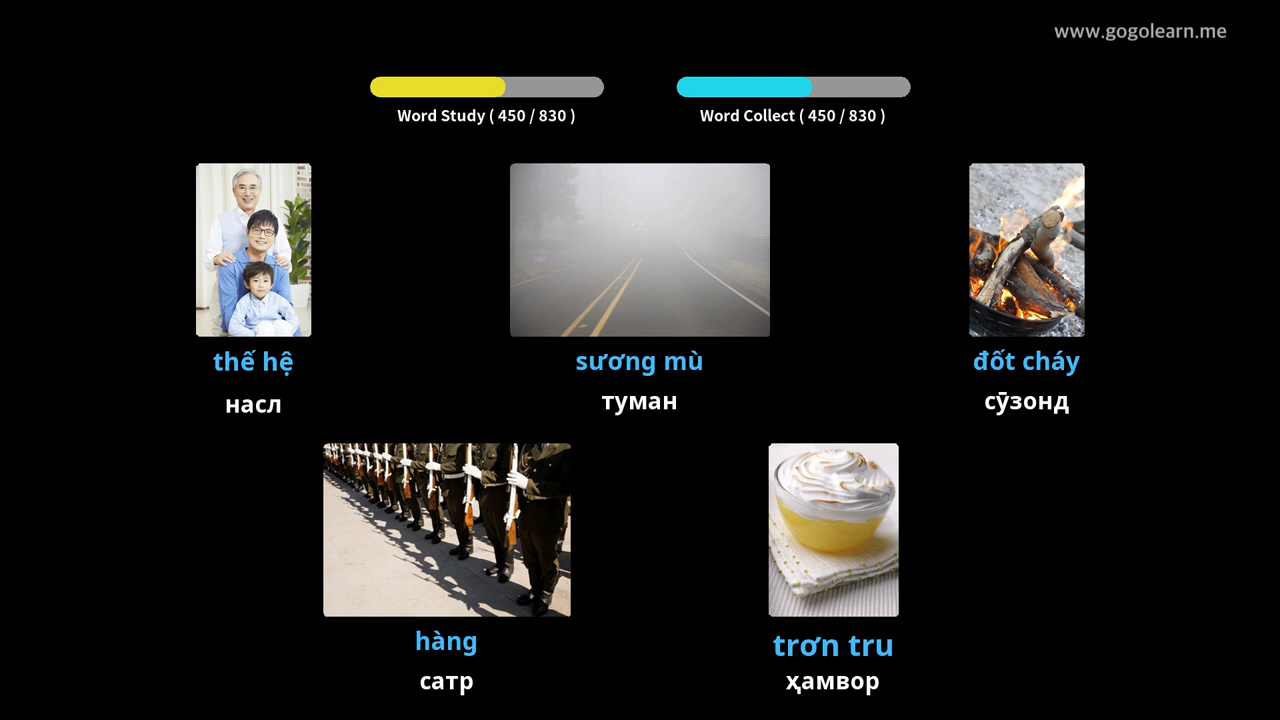 www.gogolearn.me
Word Study ( 450 / 830 )
Word Collect ( 450 / 830 )
thế hệ
насл
sương mù
туман
đốt cháy
сӯзонд
hàng
сатр
trơn tru
ҳамвор